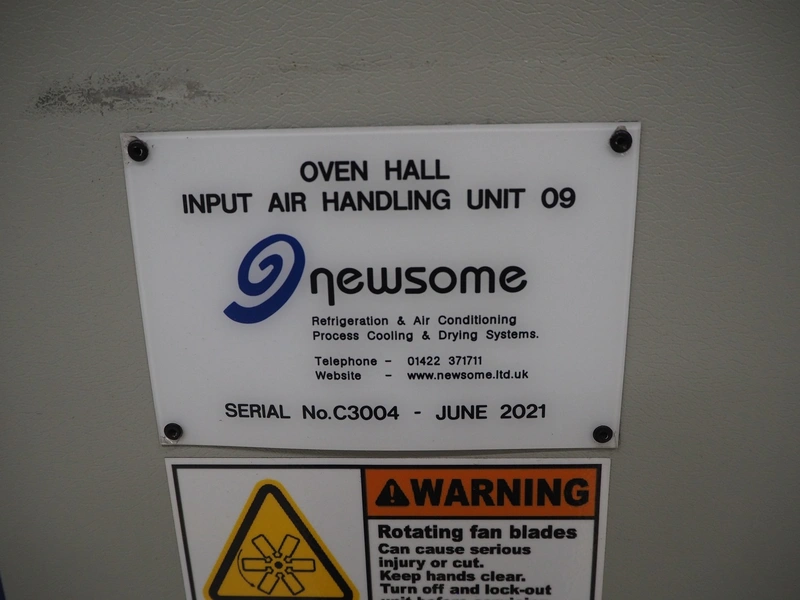 OVEN HALL
INPUT AIR HANDLING UNIT 09
newsome
Refrigeration & Air Conditioning
Process Cooling & Drying Systems.
Telephone - 01422 371711
Website - www.newsome.ltd.uk
SERIAL No.C3004 - JUNE 2021
WARNING
Rotating fan blades
Can cause serious
injury or cut.
Keep hands clear.
Turn off and lock-out
unit before